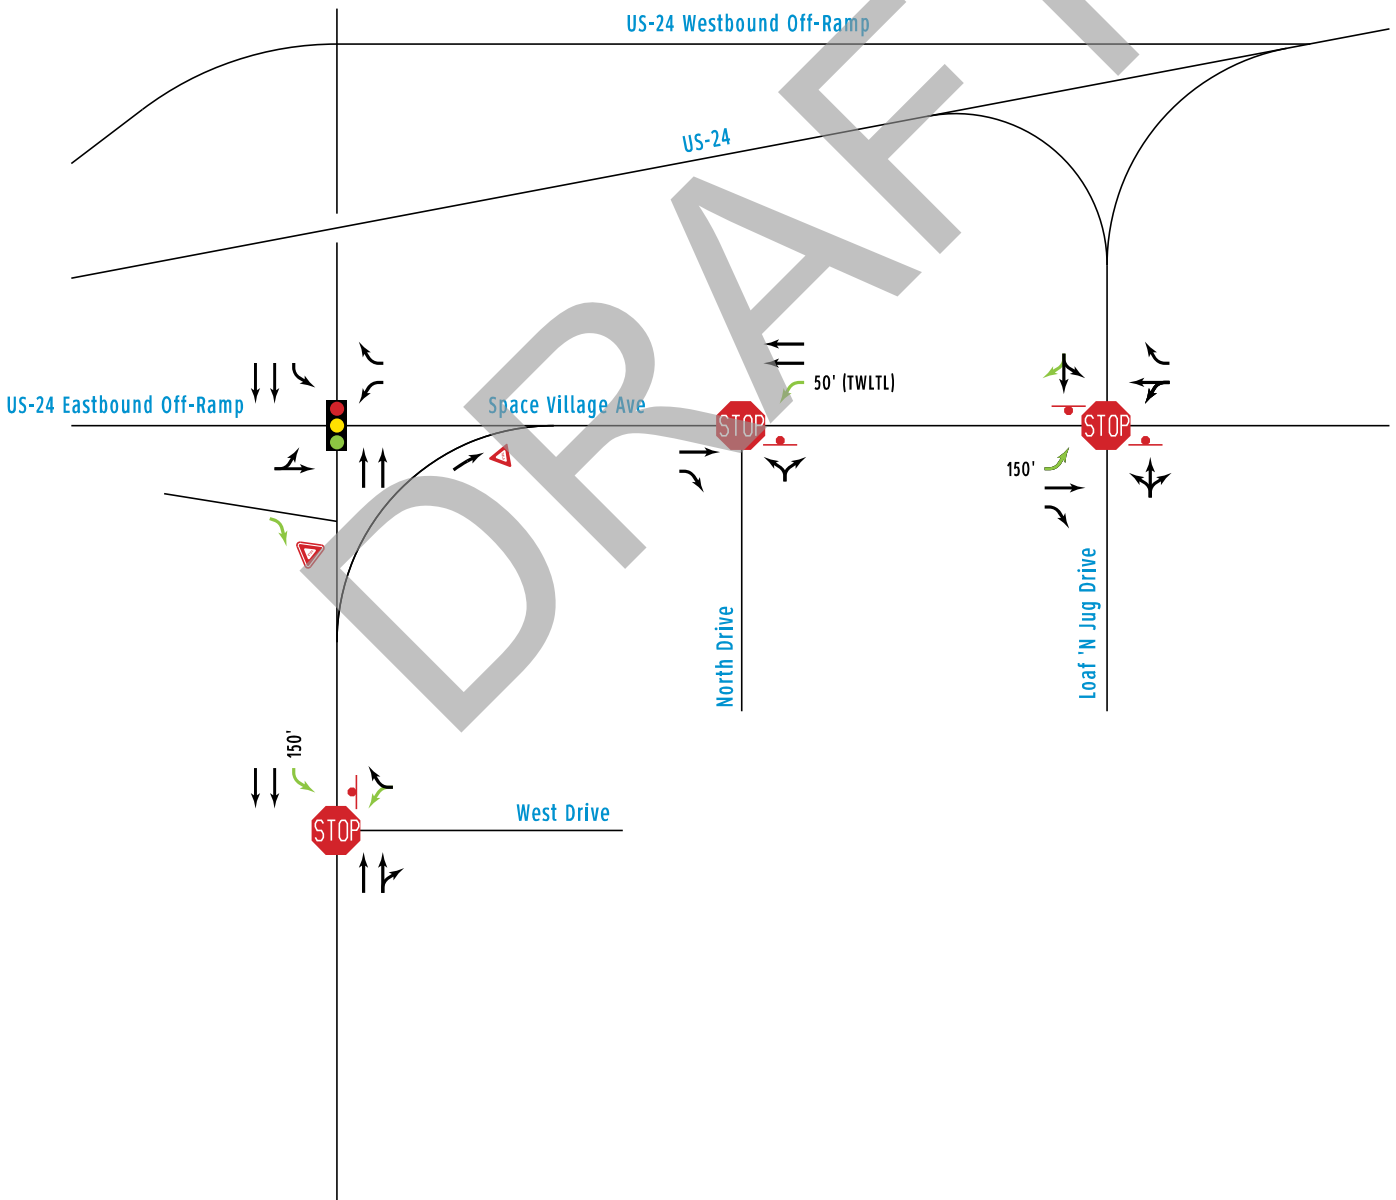 US-24 Westbound Off-Ramp
US-24
US-24 Eastbound Off-Ramp
Space Village Ave
50' (TWLTL)
STOP
STOP
150'
North Drive
Loaf 'N Jug Drive
150'
West Drive
STOP
DRAFT